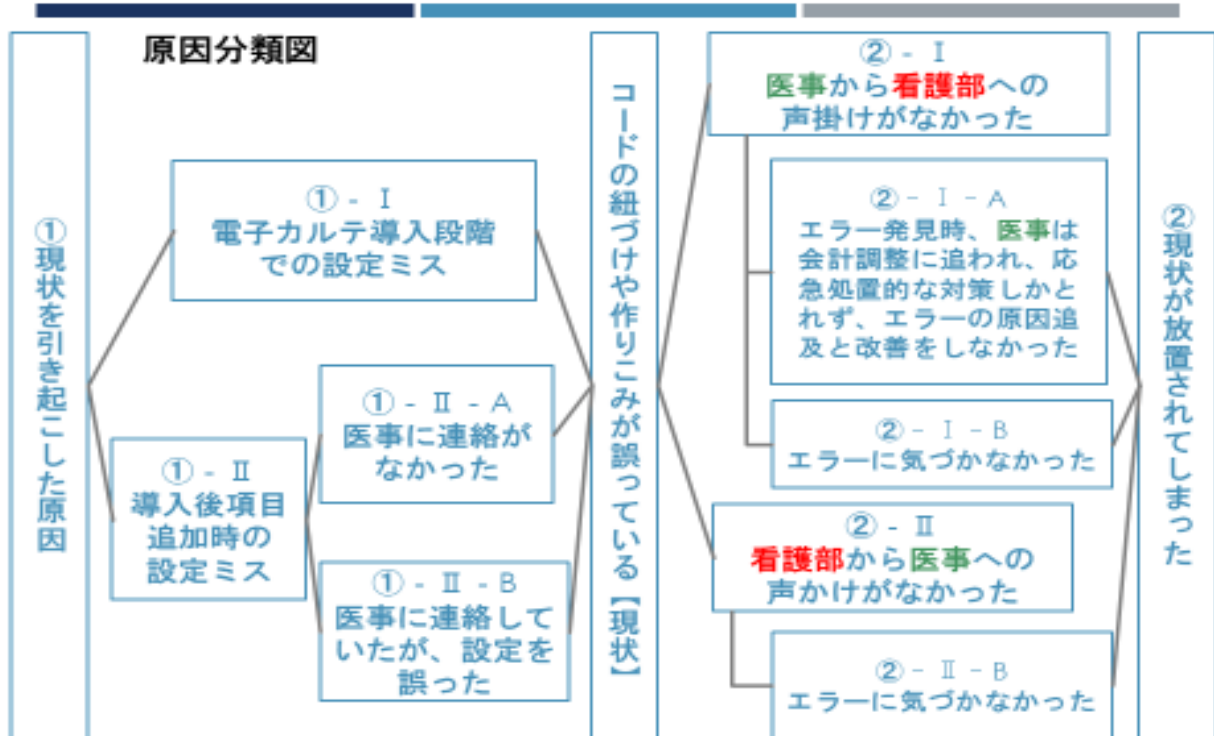 原因分類図
①現状を引き起こした原因
①-Ⅰ
電子カルテ導入段階
での設定ミス
①-Ⅱ
導入後項目
追加時の
設定ミス
①-Ⅱ-A
医事に連絡が
なかった
①-Ⅱ-B
医事に連絡して
いたが、設定を
誤った
コードの紐づけや作りこみが誤っている【現状】
②-Ⅰ
医事から看護部への
声掛けがなかった
②-Ⅰ-A
エラー発見時、医事は
会計調整に追われ、応
急処置的な対策しかと
れず、エラーの原因追
及と改善をしなかった
②-Ⅰ-B
エラーに気づかなかった
②-Ⅱ
看護部から医事への
声かけがなかった
②-Ⅱ-B
エラーに気づかなかった
②現状が放置されてしまった